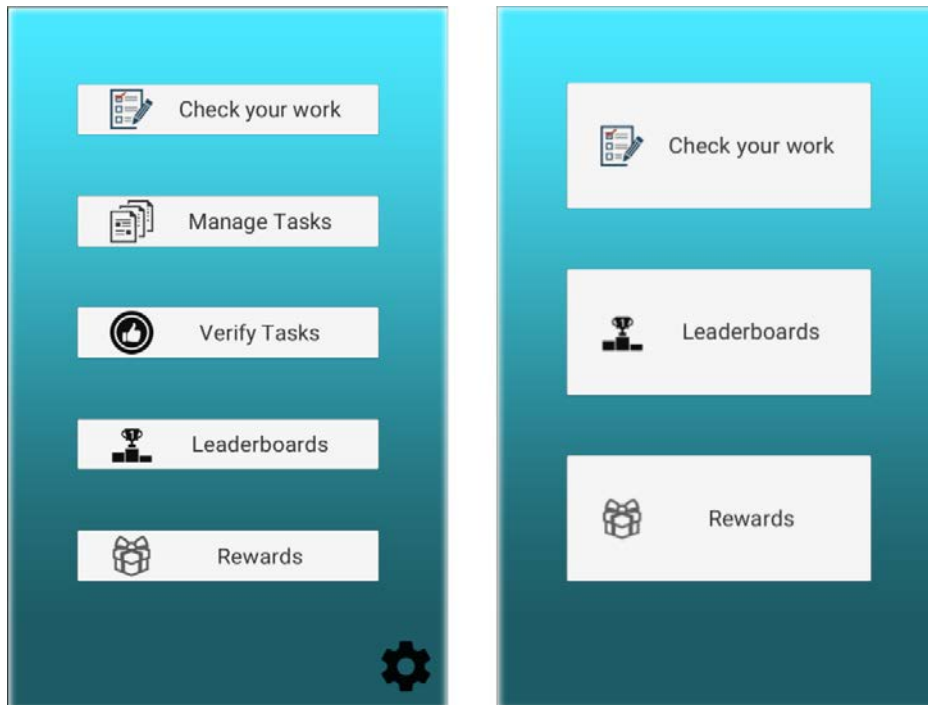 Check your work
Manage Tasks
Verify Tasks
Leaderboards
Rewards
Check your work
Leaderboards
Rewards